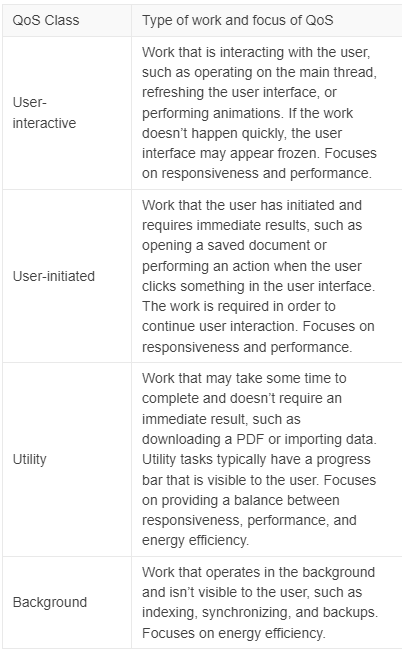 QoS Class
Type of work and focus of QoS
User-
interactive
Work that is interacting with the user,
such as operating on the main thread,
refreshing the user interface, or
performing animations. If the work
doesn’t happen quickly, the user
interface may appear frozen. Focuses
on responsiveness and performance.
User-initiated
Work that the user has initiated and
requires immediate results, such as
opening a saved document or
performing an action when the user
clicks something in the user interface.
The work is required in order to
continue user interaction. Focuses on
responsiveness and performance.
Utility
Work that may take some time to
complete and doesn’t require an
immediate result, such as
downloading a PDF or importing data.
Utility tasks typically have a progress
bar that is visible to the user. Focuses
on providing a balance between
responsiveness, performance, and
energy efficiency.
Background
Work that operates in the background
and isn’t visible to the user, such as
indexing, synchronizing, and backups.
Focuses on energy efficiency.